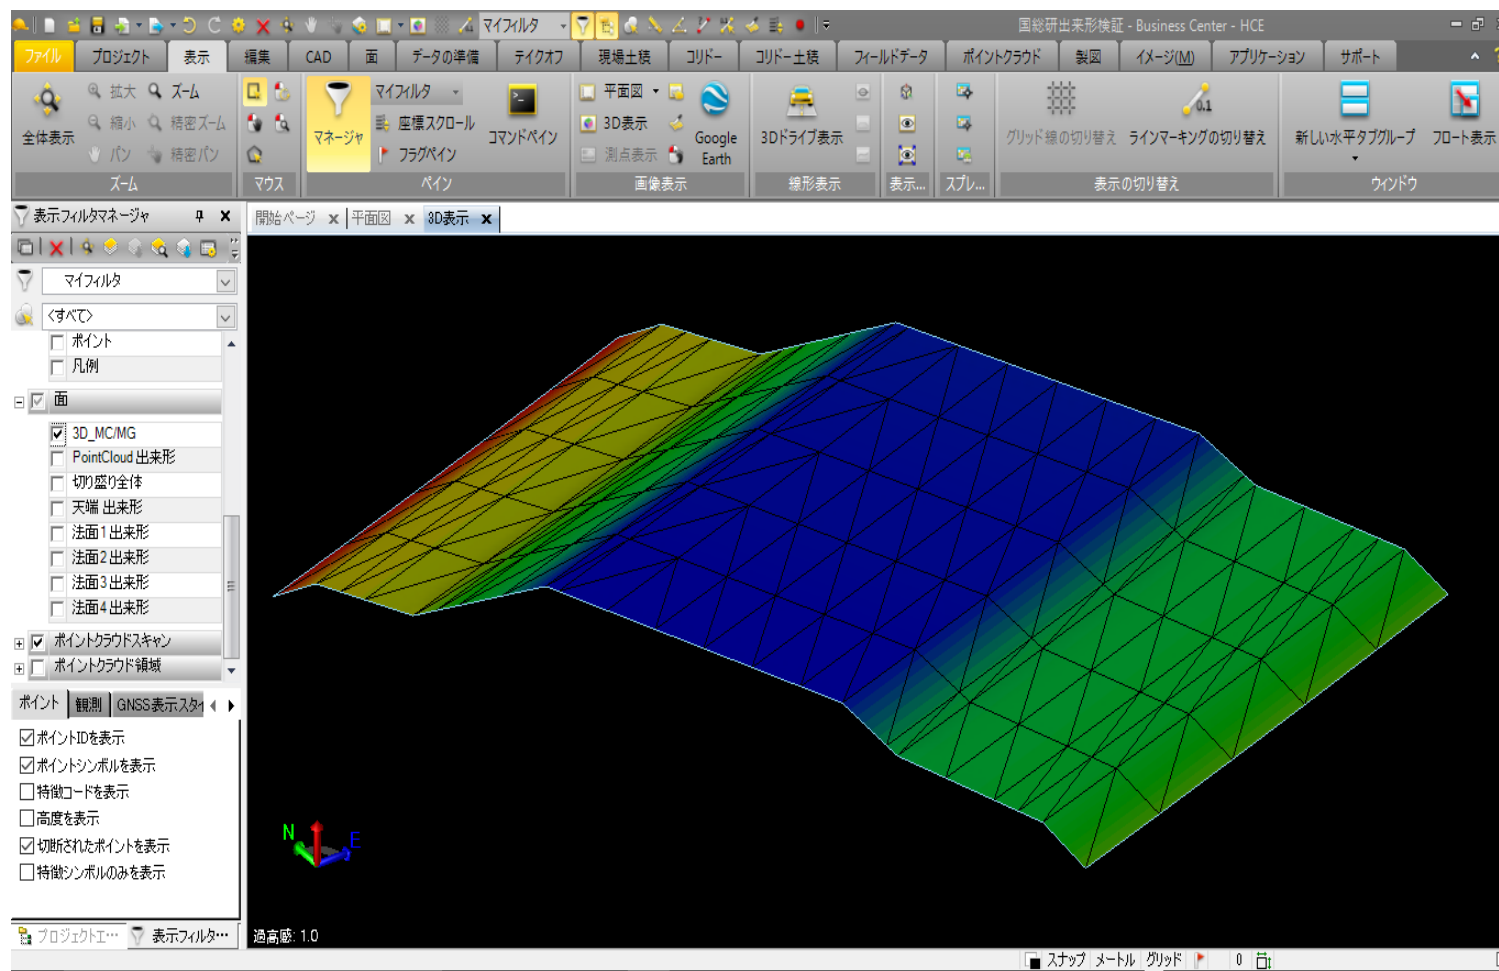 マイフィルタ
国総研出来形検証 - Business Center - HCE
ファイル プロジェクト 表示 編集 CAD 面 データの準備 テイクオフ 現場土積 コリドー コリドー土積 フィールドデータ ポイントクラウド 製図 イメージ(M) アプリケーション サポート
全体表示
拡大 ズーム
縮小 精密ズーム
パン 精密パン
ズーム
マウス
マネージャ
マイフィルタ
座標スクロール
フラグペイン
コマンドペイン
ペイン
平面図
3D表示
測点表示
Google
Earth
画像表示
3Dドライブ表示
線形表示
表示...
スプレ...
グリッド線の切り替え
0.1
ラインマーキングの切り替え
表示の切り替え
新しい水平タブグループ
フロート表示
ウィンドウ
表示フィルタマネージャ
開始ページ 平面図 3D表示
マイフィルタ
<すべて>
ポイント
凡例
面
3D_MC/MG
PointCloud 出来形
切り盛り全体
天端 出来形
法面1 出来形
法面2 出来形
法面3 出来形
法面4 出来形
ポイントクラウドスキャン
ポイントクラウド領域
ポイント 観測 GNSS表示スタイ
ポイントIDを表示
ポイントシンボルを表示
特徴コードを表示
高度を表示
切断されたポイントを表示
特徴シンボルのみを表示
N
E
プロジェクトエ… 表示フィルタ…
過高感: 1.0
スナップ メートル グリッド 0